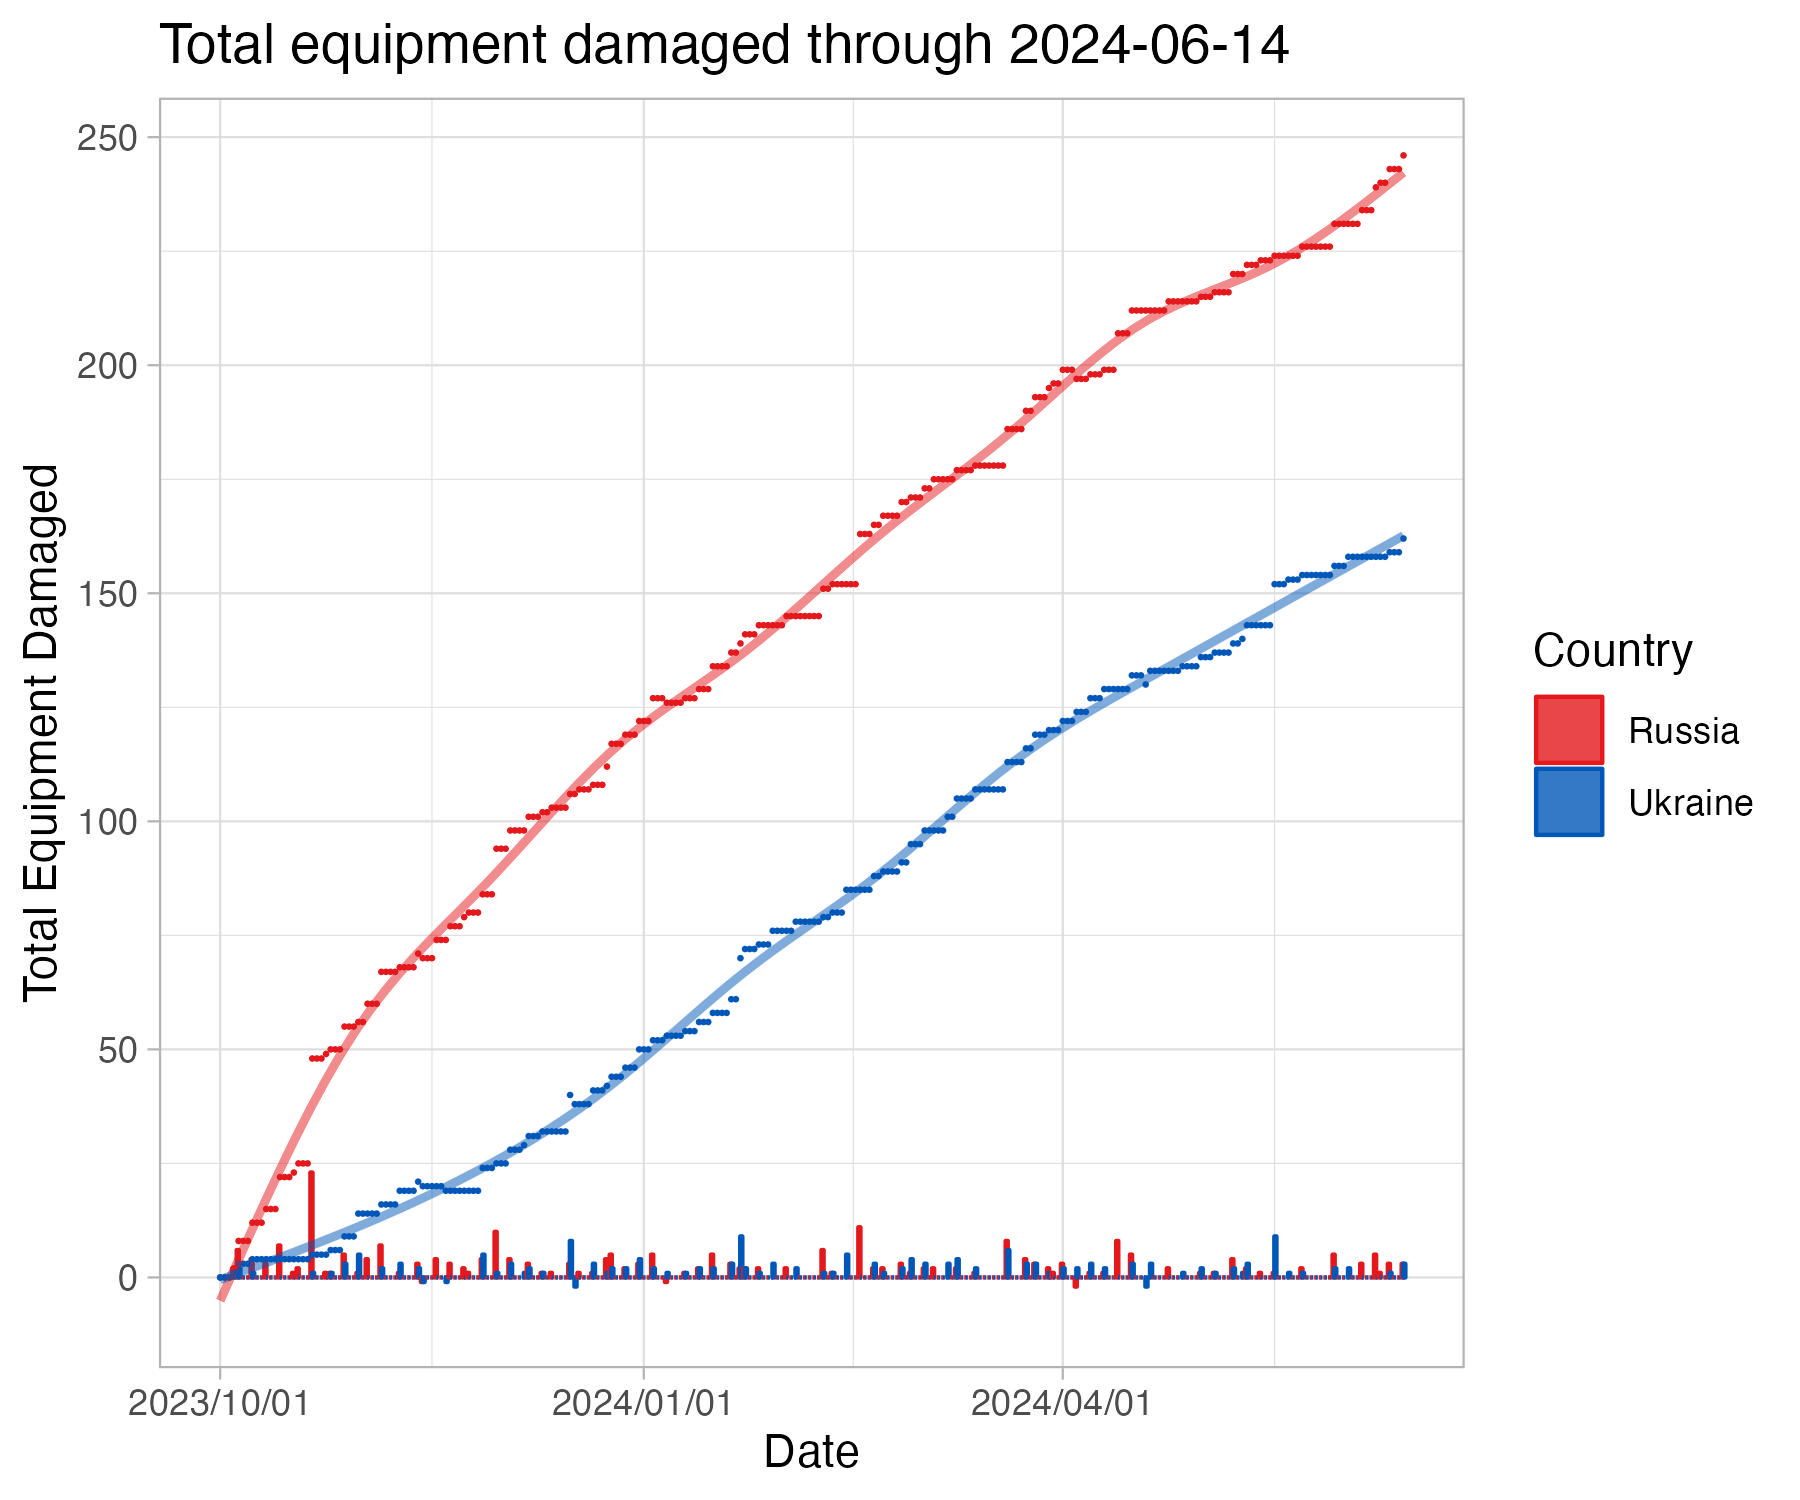 Total equipment damaged through 2024-06-14
Total Equipment Damaged
250
200
150
100
50
0
2023/10/01
2024/01/01
2024/04/01
Date
Country
Russia
Ukraine